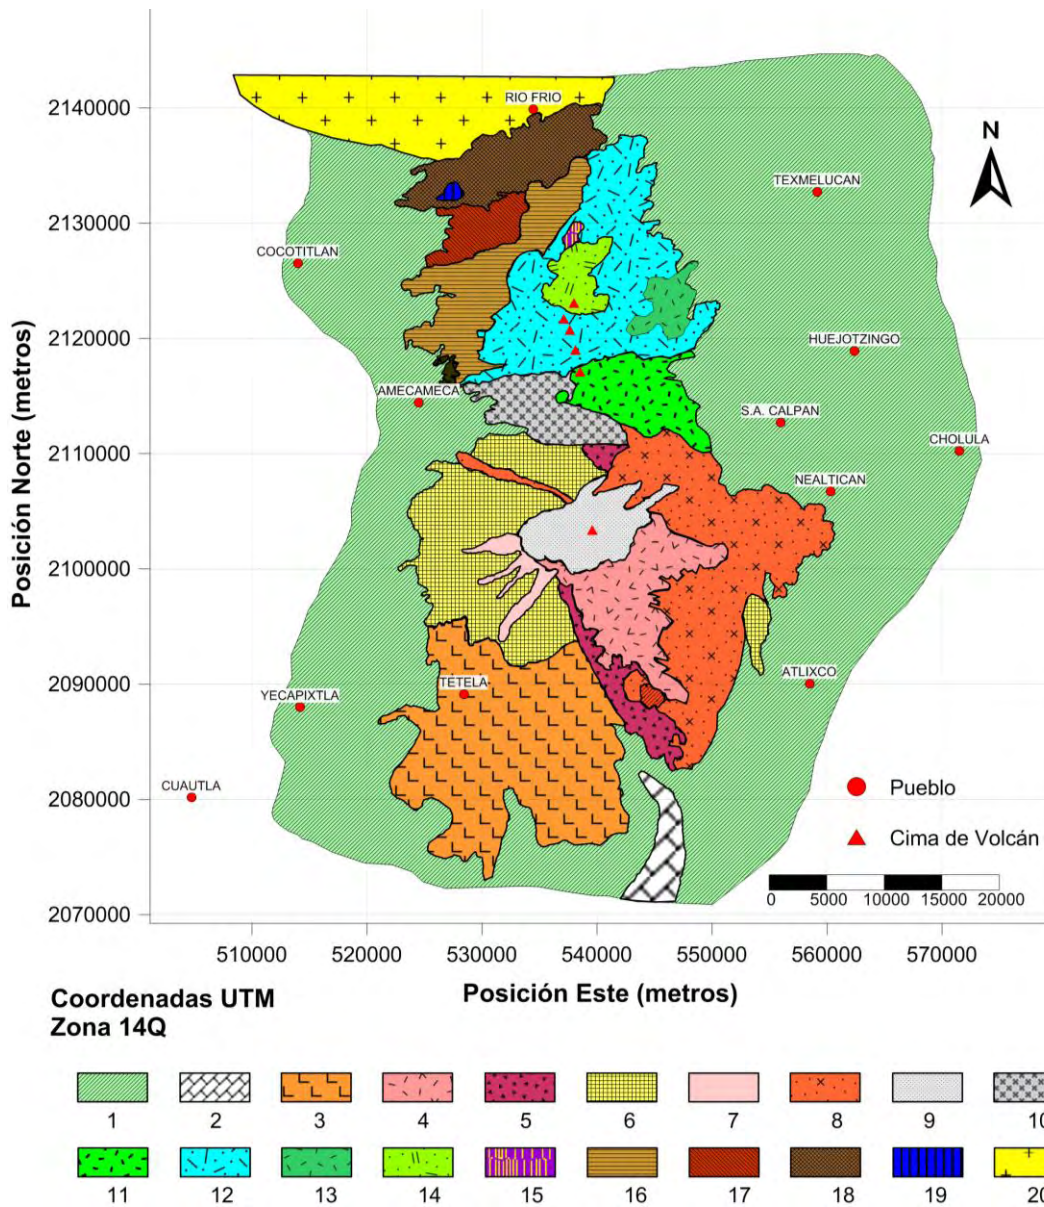 Posición Norte (metros)
2140000
2130000
2120000
2110000
2100000
2090000
2080000
2070000
RIO FRIO
N
TEXMELUCAN
COCOTITLAN
HUEJOTZINGO
AMECAMECA
S.A. CALPAN
CHOLULA
NEALTICAN
TÉTELA
ATLIXCO
YECAPIXTLA
CUAUTLA
Pueblo
Cima de Volcán
0 5000 10000 15000 20000
510000 520000 530000 540000 550000 560000 570000
Posición Este (metros)
Coordenadas UTM
Zona 14Q
1 2 3 4 5 6 7 8 9 10
11 12 13 14 15 16 17 18 19 20